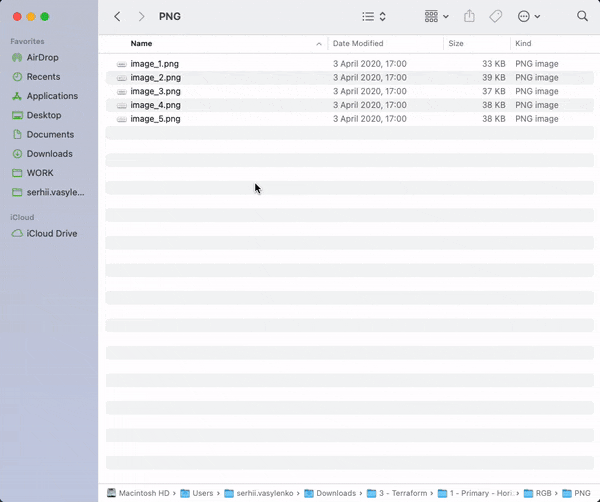 PNG
Favorites
AirDrop
Recents
Applications
Desktop
Documents
Downloads
WORK
serhii.vasyle...
iCloud
iCloud Drive
Name Date Modified Size Kind
image_1.png 3 April 2020, 17:00 33 KB PNG image
image_2.png 3 April 2020, 17:00 39 KB PNG image
image_3.png 3 April 2020, 17:00 37 KB PNG image
image_4.png 3 April 2020, 17:00 38 KB PNG image
image_5.png 3 April 2020, 17:00 38 KB PNG image
Macintosh HD › Users › serhii.vasylenko › Downloads › 3 - Terraform › 1 - Primary - Hori: › RGB › PNG